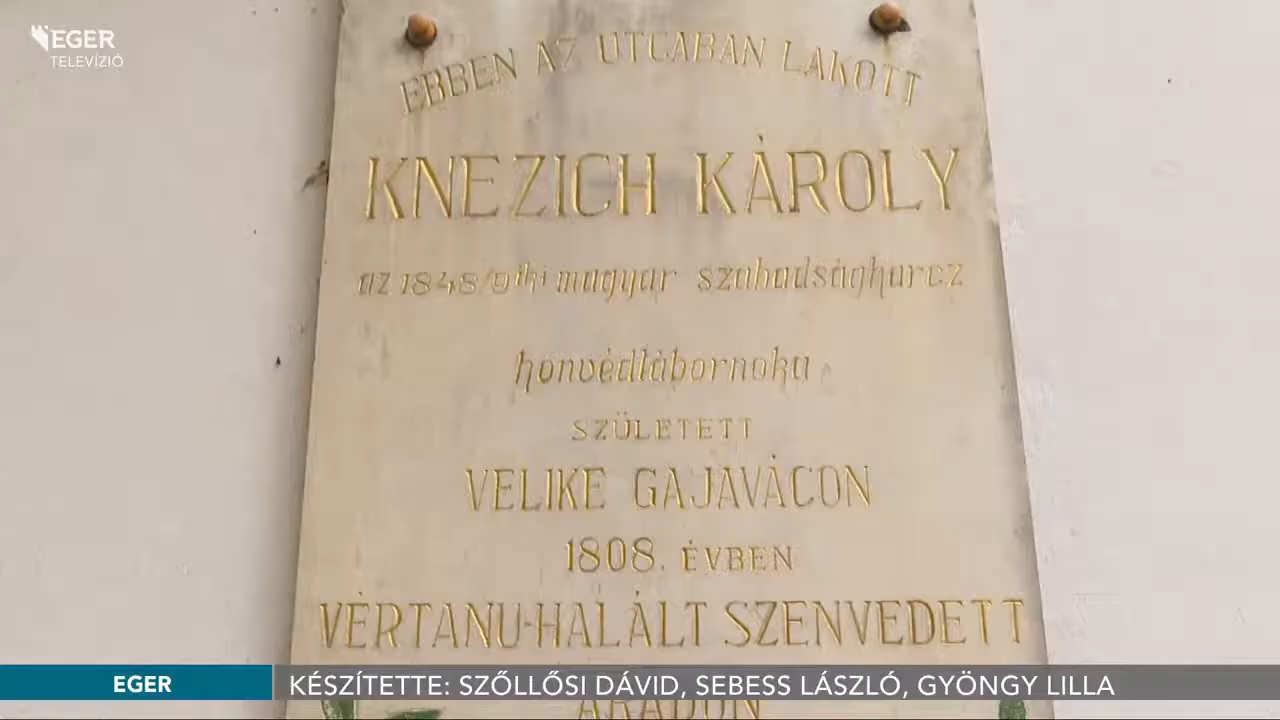 EGER
TELEVÍZIÓ
EBBEN AZ UTCABAN LAKOTT
KNEZICH KÁROLY
az 1848/9iki magyar szabadságharcz
honvédtábornoka
SZÜLETETT
VELIKE GAJAVÁCON
1808. ÉVBEN
VÉRTANU-HALÁLT SZENVEDETT
ARADON
EGER
KÉSZÍTETTE: SZŐLLŐSI DÁVID, SEBESS LÁSZLÓ, GYÖNGY LILLA